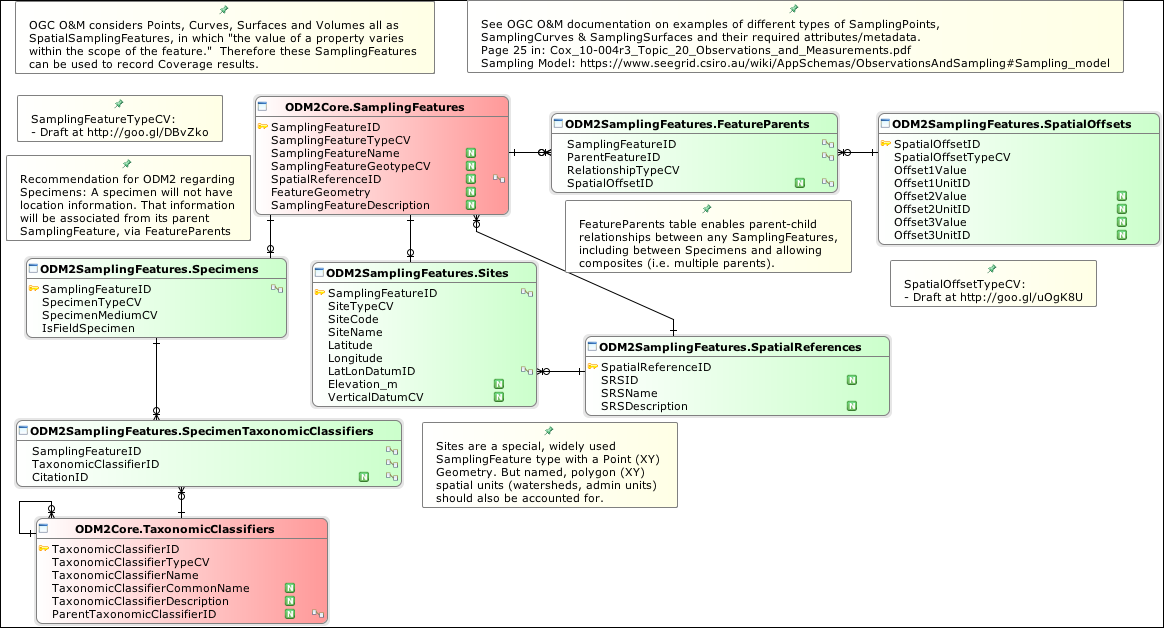 OGC O&M considers Points, Curves, Surfaces and Volumes all as
SpatialSamplingFeatures, in which "the value of a property varies
within the scope of the feature."  Therefore these SamplingFeatures
can be used to record Coverage results.
See OGC O&M documentation on examples of different types of SamplingPoints,
SamplingCurves & SamplingSurfaces and their required attributes/metadata.
Page 25 in: Cox_10-004r3_Topic_20_Observations_and_Measurements.pdf
Sampling Model: https://www.seegrid.csiro.au/wiki/AppSchemas/ObservationsAndSampling#Sampling_model
SamplingFeatureTypeCV:
- Draft at http://goo.gl/DBvZko
Recommendation for ODM2 regarding
Specimens: A specimen will not have
location information. That information
will be associated from its parent
SamplingFeature, via FeatureParents
ODM2Core.SamplingFeatures
SamplingFeatureID
SamplingFeatureTypeCV
SamplingFeatureName N
SamplingFeatureGeotypeCV N
SpatialReferenceID N
FeatureGeometry N
SamplingFeatureDescription N
ODM2SamplingFeatures.FeatureParents
SamplingFeatureID
ParentFeatureID
RelationshipTypeCV
SpatialOffsetID N
ODM2SamplingFeatures.SpatialOffsets
SpatialOffsetID
SpatialOffsetTypeCV
Offset1Value
Offset1UnitID
Offset2Value N
Offset2UnitID N
Offset3Value N
Offset3UnitID N
FeatureParents table enables parent-child
relationships between any SamplingFeatures,
including between Specimens and allowing
composites (i.e. multiple parents).
SpatialOffsetTypeCV:
- Draft at http://goo.gl/uOgK8U
ODM2SamplingFeatures.Specimens
SamplingFeatureID
SpecimenTypeCV
SpecimenMediumCV
IsFieldSpecimen
ODM2SamplingFeatures.Sites
SamplingFeatureID
SiteTypeCV
SiteCode
SiteName
Latitude
Longitude
LatLonDatumID
Elevation_m N
VerticalDatumCV N
ODM2SamplingFeatures.SpatialReferences
SpatialReferenceID
SRSID N
SRSName
SRSDescription N
ODM2SamplingFeatures.SpecimenTaxonomicClassifiers
SamplingFeatureID
TaxonomicClassifierID
CitationID N
Sites are a special, widely used
SamplingFeature type with a Point (XY)
Geometry. But named, polygon (XY)
spatial units (watersheds, admin units)
should also be accounted for.
ODM2Core.TaxonomicClassifiers
TaxonomicClassifierID
TaxonomicClassifierTypeCV
TaxonomicClassifierName
TaxonomicClassifierCommonName N
TaxonomicClassifierDescription N
ParentTaxonomicClassifierID N